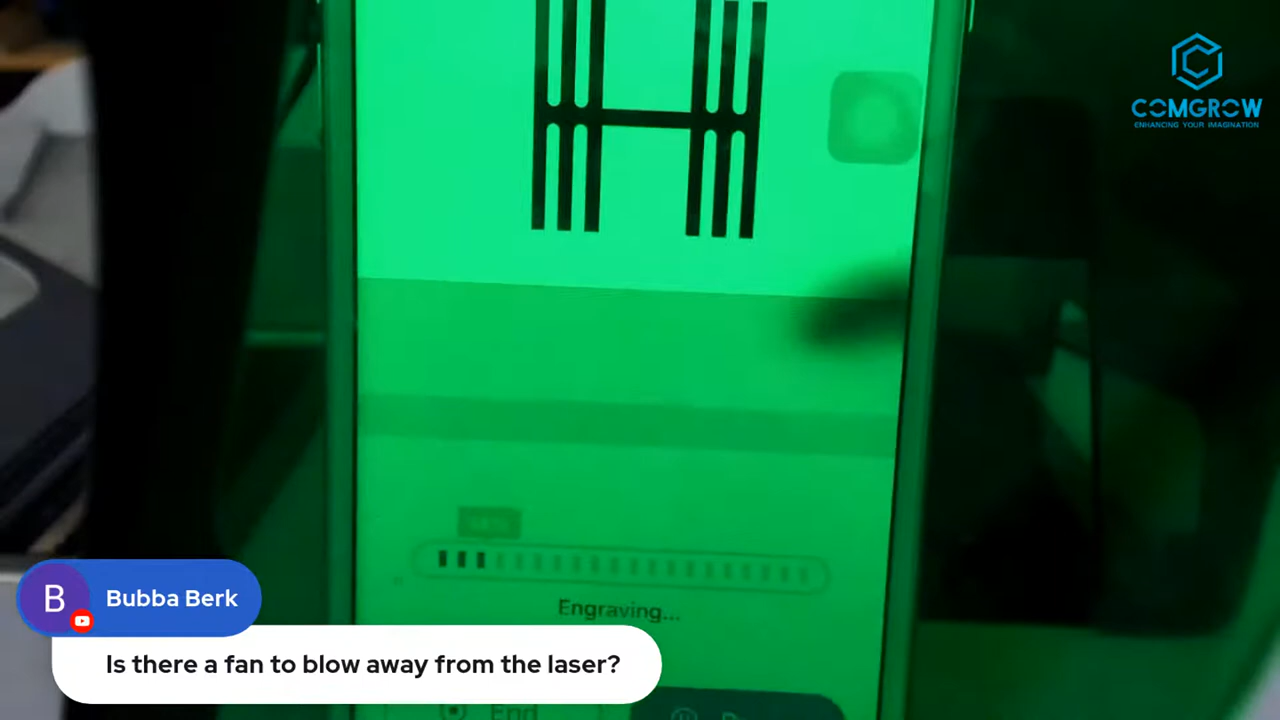 COMGROW
ENHANCING YOUR IMAGINATION
Engraving...
B
Bubba Berk
Is there a fan to blow away from the laser?
End